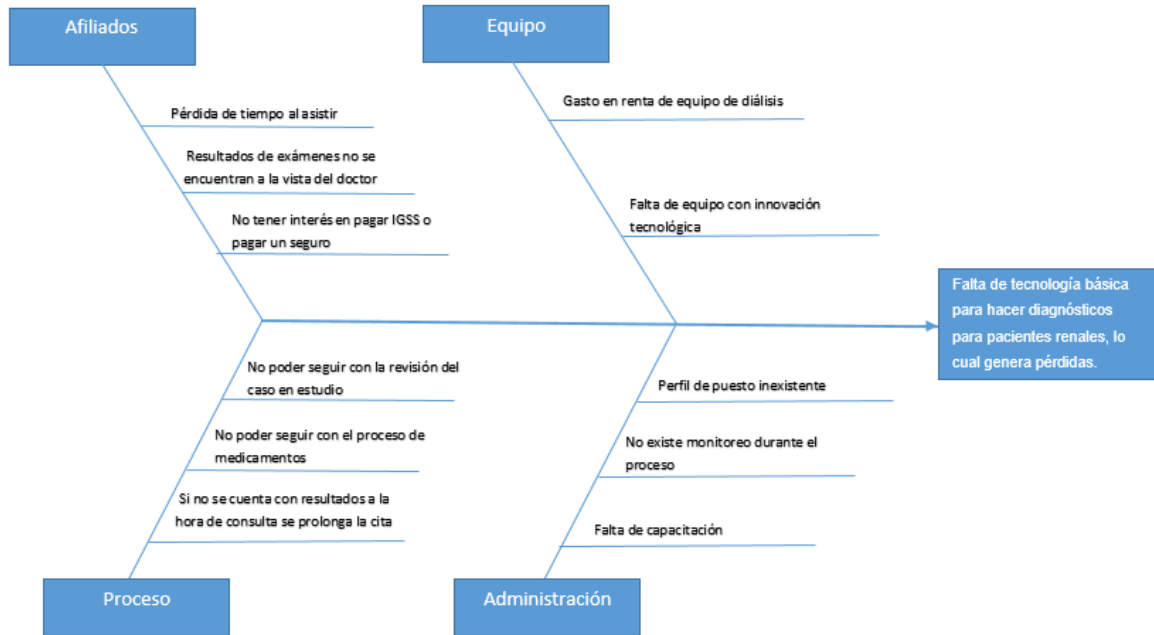 Afiliados
Equipo
Pérdida de tiempo al asistir
Resultados de exámenes no se
encuentran a la vista del doctor
No tener interés en pagar IGSS o
pagar un seguro
Gasto en renta de equipo de diálisis
Falta de equipo con innovación
tecnológica
Falta de tecnología básica
para hacer diagnósticos
para pacientes renales, lo
cual genera pérdidas.
No poder seguir con la revisión del
caso en estudio
No poder seguir con el proceso de
medicamentos
Si no se cuenta con resultados a la
hora de consulta se prolonga la cita
Perfil de puesto inexistente
No existe monitoreo durante el
proceso
Falta de capacitación
Proceso
Administración